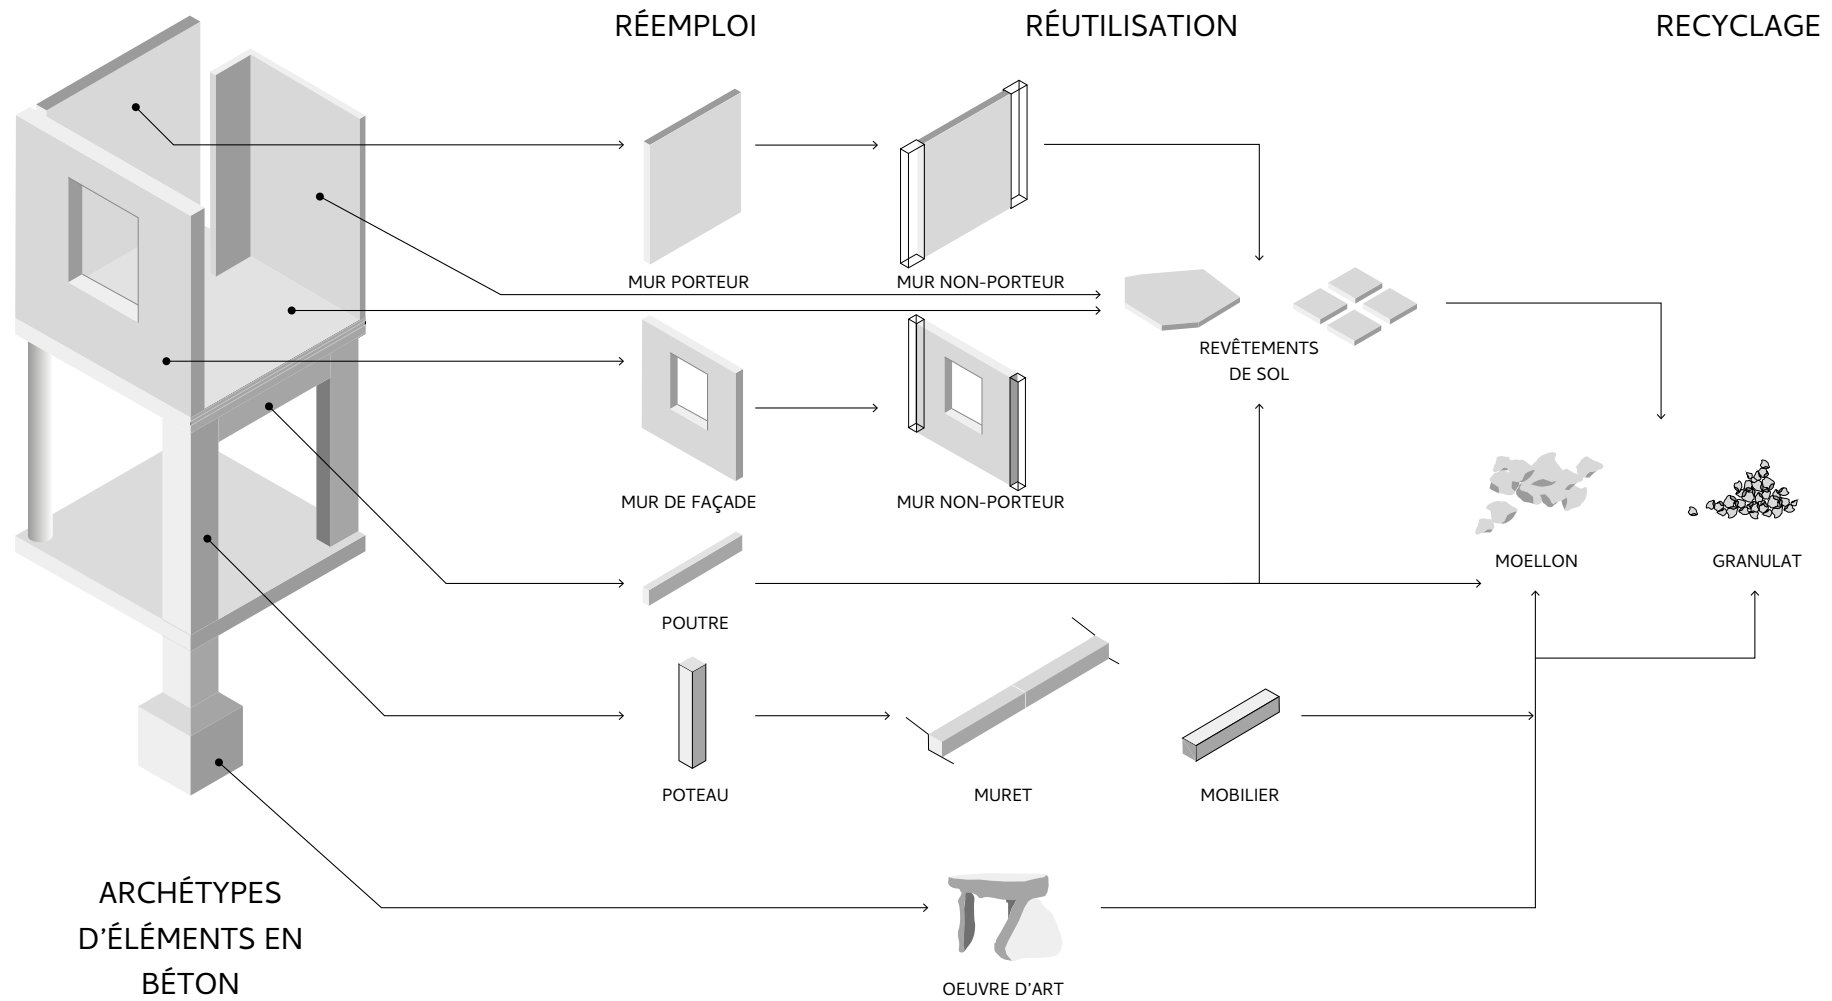 RÉEMPLOI
RÉUTILISATION
RECYCLAGE
MUR PORTEUR
MUR NON-PORTEUR
REVÊTEMENTS
DE SOL
MUR DE FAÇADE
MUR NON-PORTEUR
MOELLON
GRANULAT
POUTRE
POTEAU
MURET
MOBILIER
ARCHÉTYPES
D’ÉLÉMENTS EN
BÉTON
OEUVRE D’ART